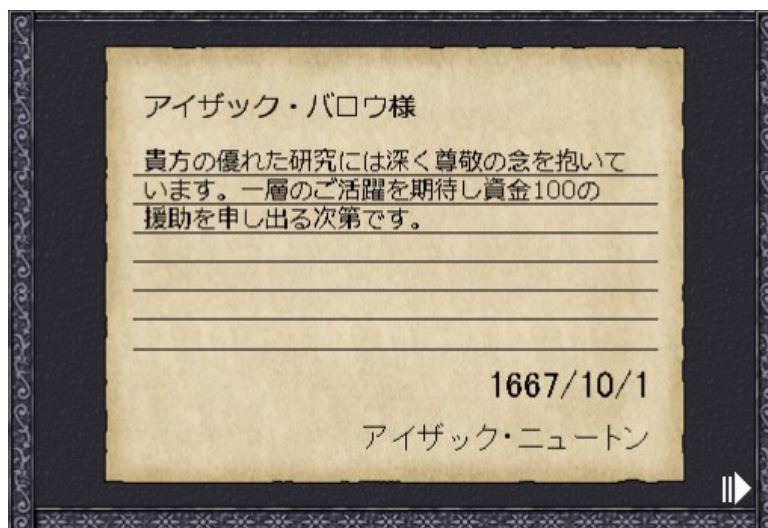 アイザック・バロウ様
貴方の優れた研究には深く尊敬の念を抱いて
います。一層のご活躍を期待し資金100の
援助を申し出る次第です。
1667/10/1
アイザック・ニュートン